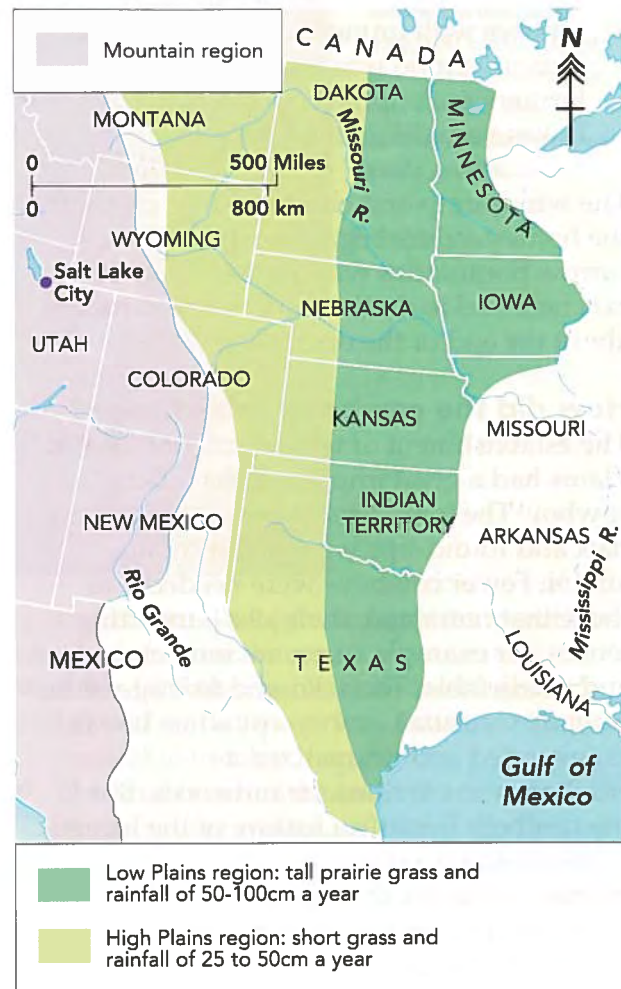 Mountain region
CANADA
N
DAKOTA
MONTANA
Missouri R.
MINNESOTA
0 500 Miles
0 800 km
WYOMING
Salt Lake
City
NEBRASKA
IOWA
UTAH
COLORADO
KANSAS
MISSOURI
INDIAN
TERRITORY
NEW MEXICO
ARKANSAS
Mississippi R.
Rio Grande
MEXICO
TEXAS
LOUISIANA
Gulf of
Mexico
Low Plains region: tall prairie grass and
rainfall of 50-100cm a year
High Plains region: short grass and
rainfall of 25 to 50cm a year